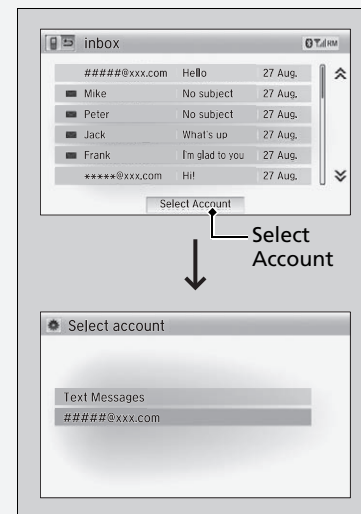 inbox
RM
#####@xxx.com Hello 27 Aug.
Mike No subject 27 Aug.
Peter No subject 27 Aug.
Jack What's up 27 Aug.
Frank I'm glad to you 27 Aug.
*****@xxx.com Hi! 27 Aug.
Select Account
Select
Account
Select account
Text Messages
#####@xxx.com